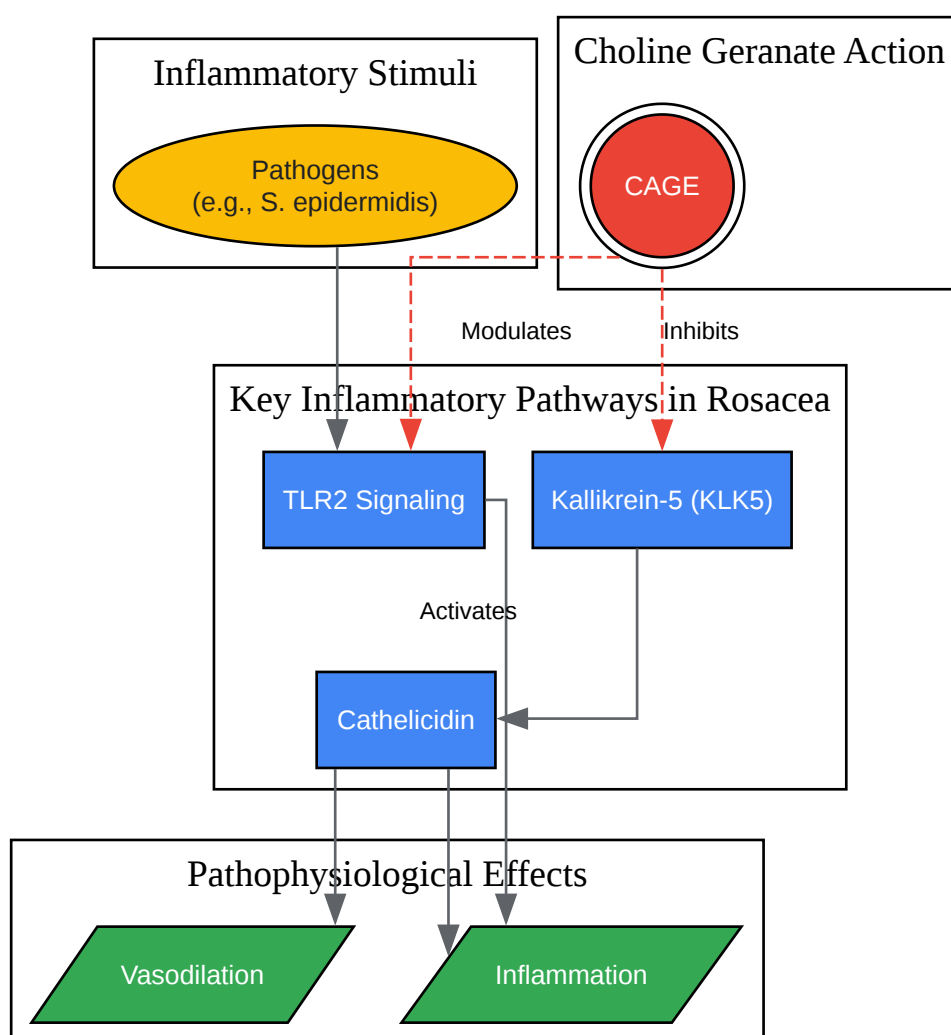 Inflammatory Stimuli
Choline Geranate Action
Pathogens
(e.g., S. epidermidis)
CAGE
Modulates
Inhibits
Key Inflammatory Pathways in Rosacea
TLR2 Signaling
Kallikrein-5 (KLK5)
Activates
Cathelicidin
Pathophysiological Effects
Vasodilation
Inflammation